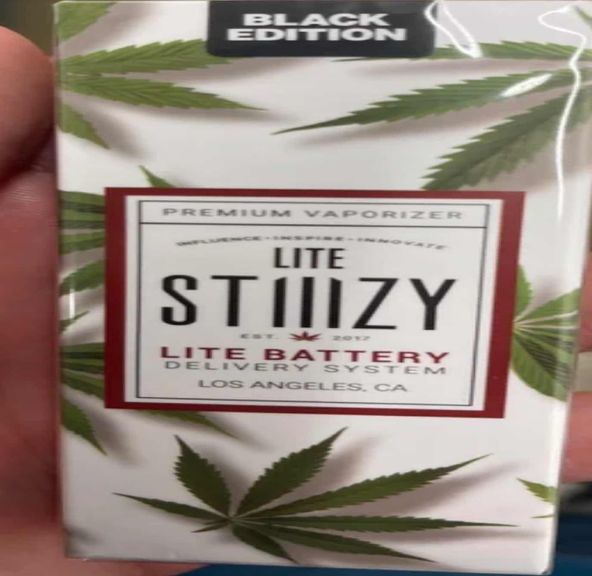 BLACK
EDITION
PREMIUM VAPORIZER
INFLUENCE • INSPIRE • INNOVATE
LITE
STIIIZY
EST. 2017
LITE BATTERY
DELIVERY SYSTEM
LOS ANGELES, CA